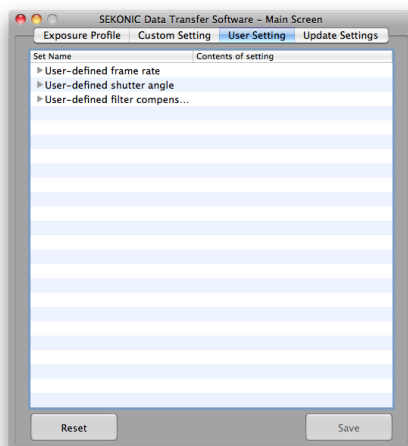 SEKONIC Data Transfer Software – Main Screen
Exposure Profile Custom Setting User Setting Update Settings
Set Name Contents of setting
User-defined frame rate
User-defined shutter angle
User-defined filter compens...
Reset Save